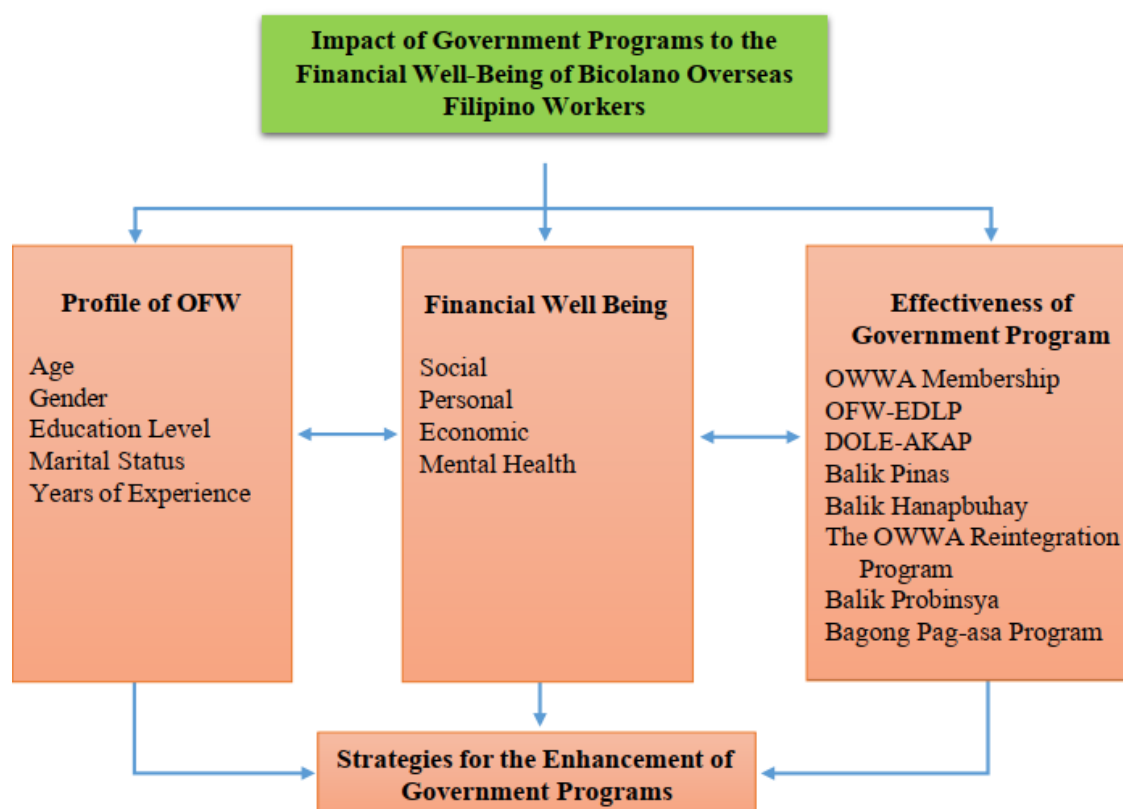 Impact of Government Programs to the
Financial Well-Being of Bicolano Overseas
Filipino Workers
Profile of OFW
Age
Gender
Education Level
Marital Status
Years of Experience
Financial Well Being
Social
Personal
Economic
Mental Health
Effectiveness of
Government Program
OWWA Membership
OFW-EDLP
DOLE-AKAP
Balik Pinas
Balik Hanapbuhay
The OWWA Reintegration
Program
Balik Probinsya
Bagong Pag-asa Program
Strategies for the Enhancement of
Government Programs